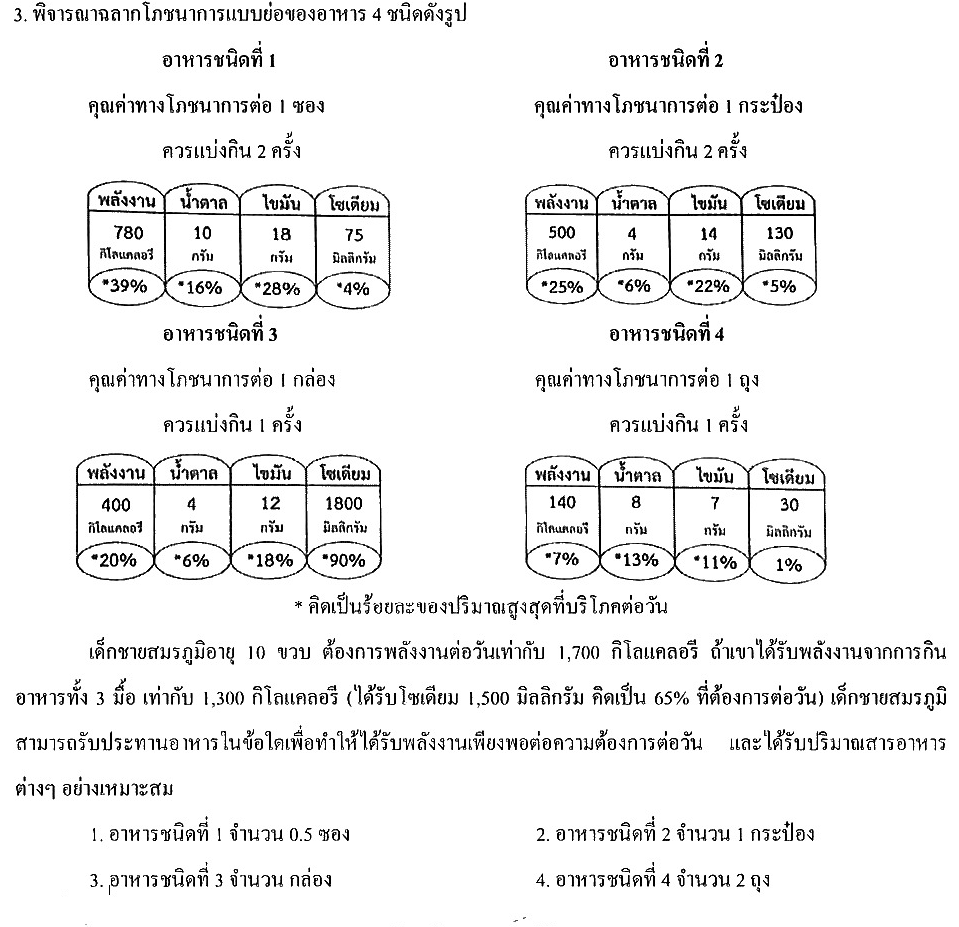 3. พิจารณาฉลากโภชนาการแบบย่อของอาหาร 4 ชนิดดังรูป
อาหารชนิดที่ 1
คุณค่าทางโภชนาการต่อ 1 ซอง
ควรแบ่งกิน 2 ครั้ง
พลังงาน น้ำตาล ไขมัน โซเดียม
780 10 18 75
กิโลแคลอรี กรัม กรัม มิลลิกรัม
*39% *16% *28% *4%
อาหารชนิดที่ 2
คุณค่าทางโภชนาการต่อ 1 กระป๋อง
ควรแบ่งกิน 2 ครั้ง
พลังงาน น้ำตาล ไขมัน โซเดียม
500 4 14 130
กิโลแคลอรี กรัม กรัม มิลลิกรัม
*25% *6% *22% *5%
อาหารชนิดที่ 3
คุณค่าทางโภชนาการต่อ 1 กล่อง
ควรแบ่งกิน 1 ครั้ง
พลังงาน น้ำตาล ไขมัน โซเดียม
400 4 12 1800
กิโลแคลอรี กรัม กรัม มิลลิกรัม
*20% *6% *18% *90%
อาหารชนิดที่ 4
คุณค่าทางโภชนาการต่อ 1 ถุง
ควรแบ่งกิน 1 ครั้ง
พลังงาน น้ำตาล ไขมัน โซเดียม
140 8 7 30
กิโลแคลอรี กรัม กรัม มิลลิกรัม
*7% *13% *11% 1%
* คิดเป็นร้อยละของปริมาณสูงสุดที่บริโภคต่อวัน
เด็กชายสมรภูมิอายุ 10 ขวบ ต้องการพลังงานต่อวันเท่ากับ 1,700 กิโลแคลอรี ถ้าเขาได้รับพลังงานจากการกิน
อาหารทั้ง 3 มื้อ เท่ากับ 1,300 กิโลแคลอรี (ได้รับโซเดียม 1,500 มิลลิกรัม คิดเป็น 65% ที่ต้องการต่อวัน) เด็กชายสมรภูมิ
สามารถรับประทานอาหารในข้อใดเพื่อทำให้ได้รับพลังงานเพียงพอต่อความต้องการต่อวัน และได้รับปริมาณสารอาหาร
ต่างๆ อย่างเหมาะสม
1. อาหารชนิดที่ 1 จำนวน 0.5 ซอง
2. อาหารชนิดที่ 2 จำนวน 1 กระป๋อง
3. อาหารชนิดที่ 3 จำนวน กล่อง
4. อาหารชนิดที่ 4 จำนวน 2 ถุง